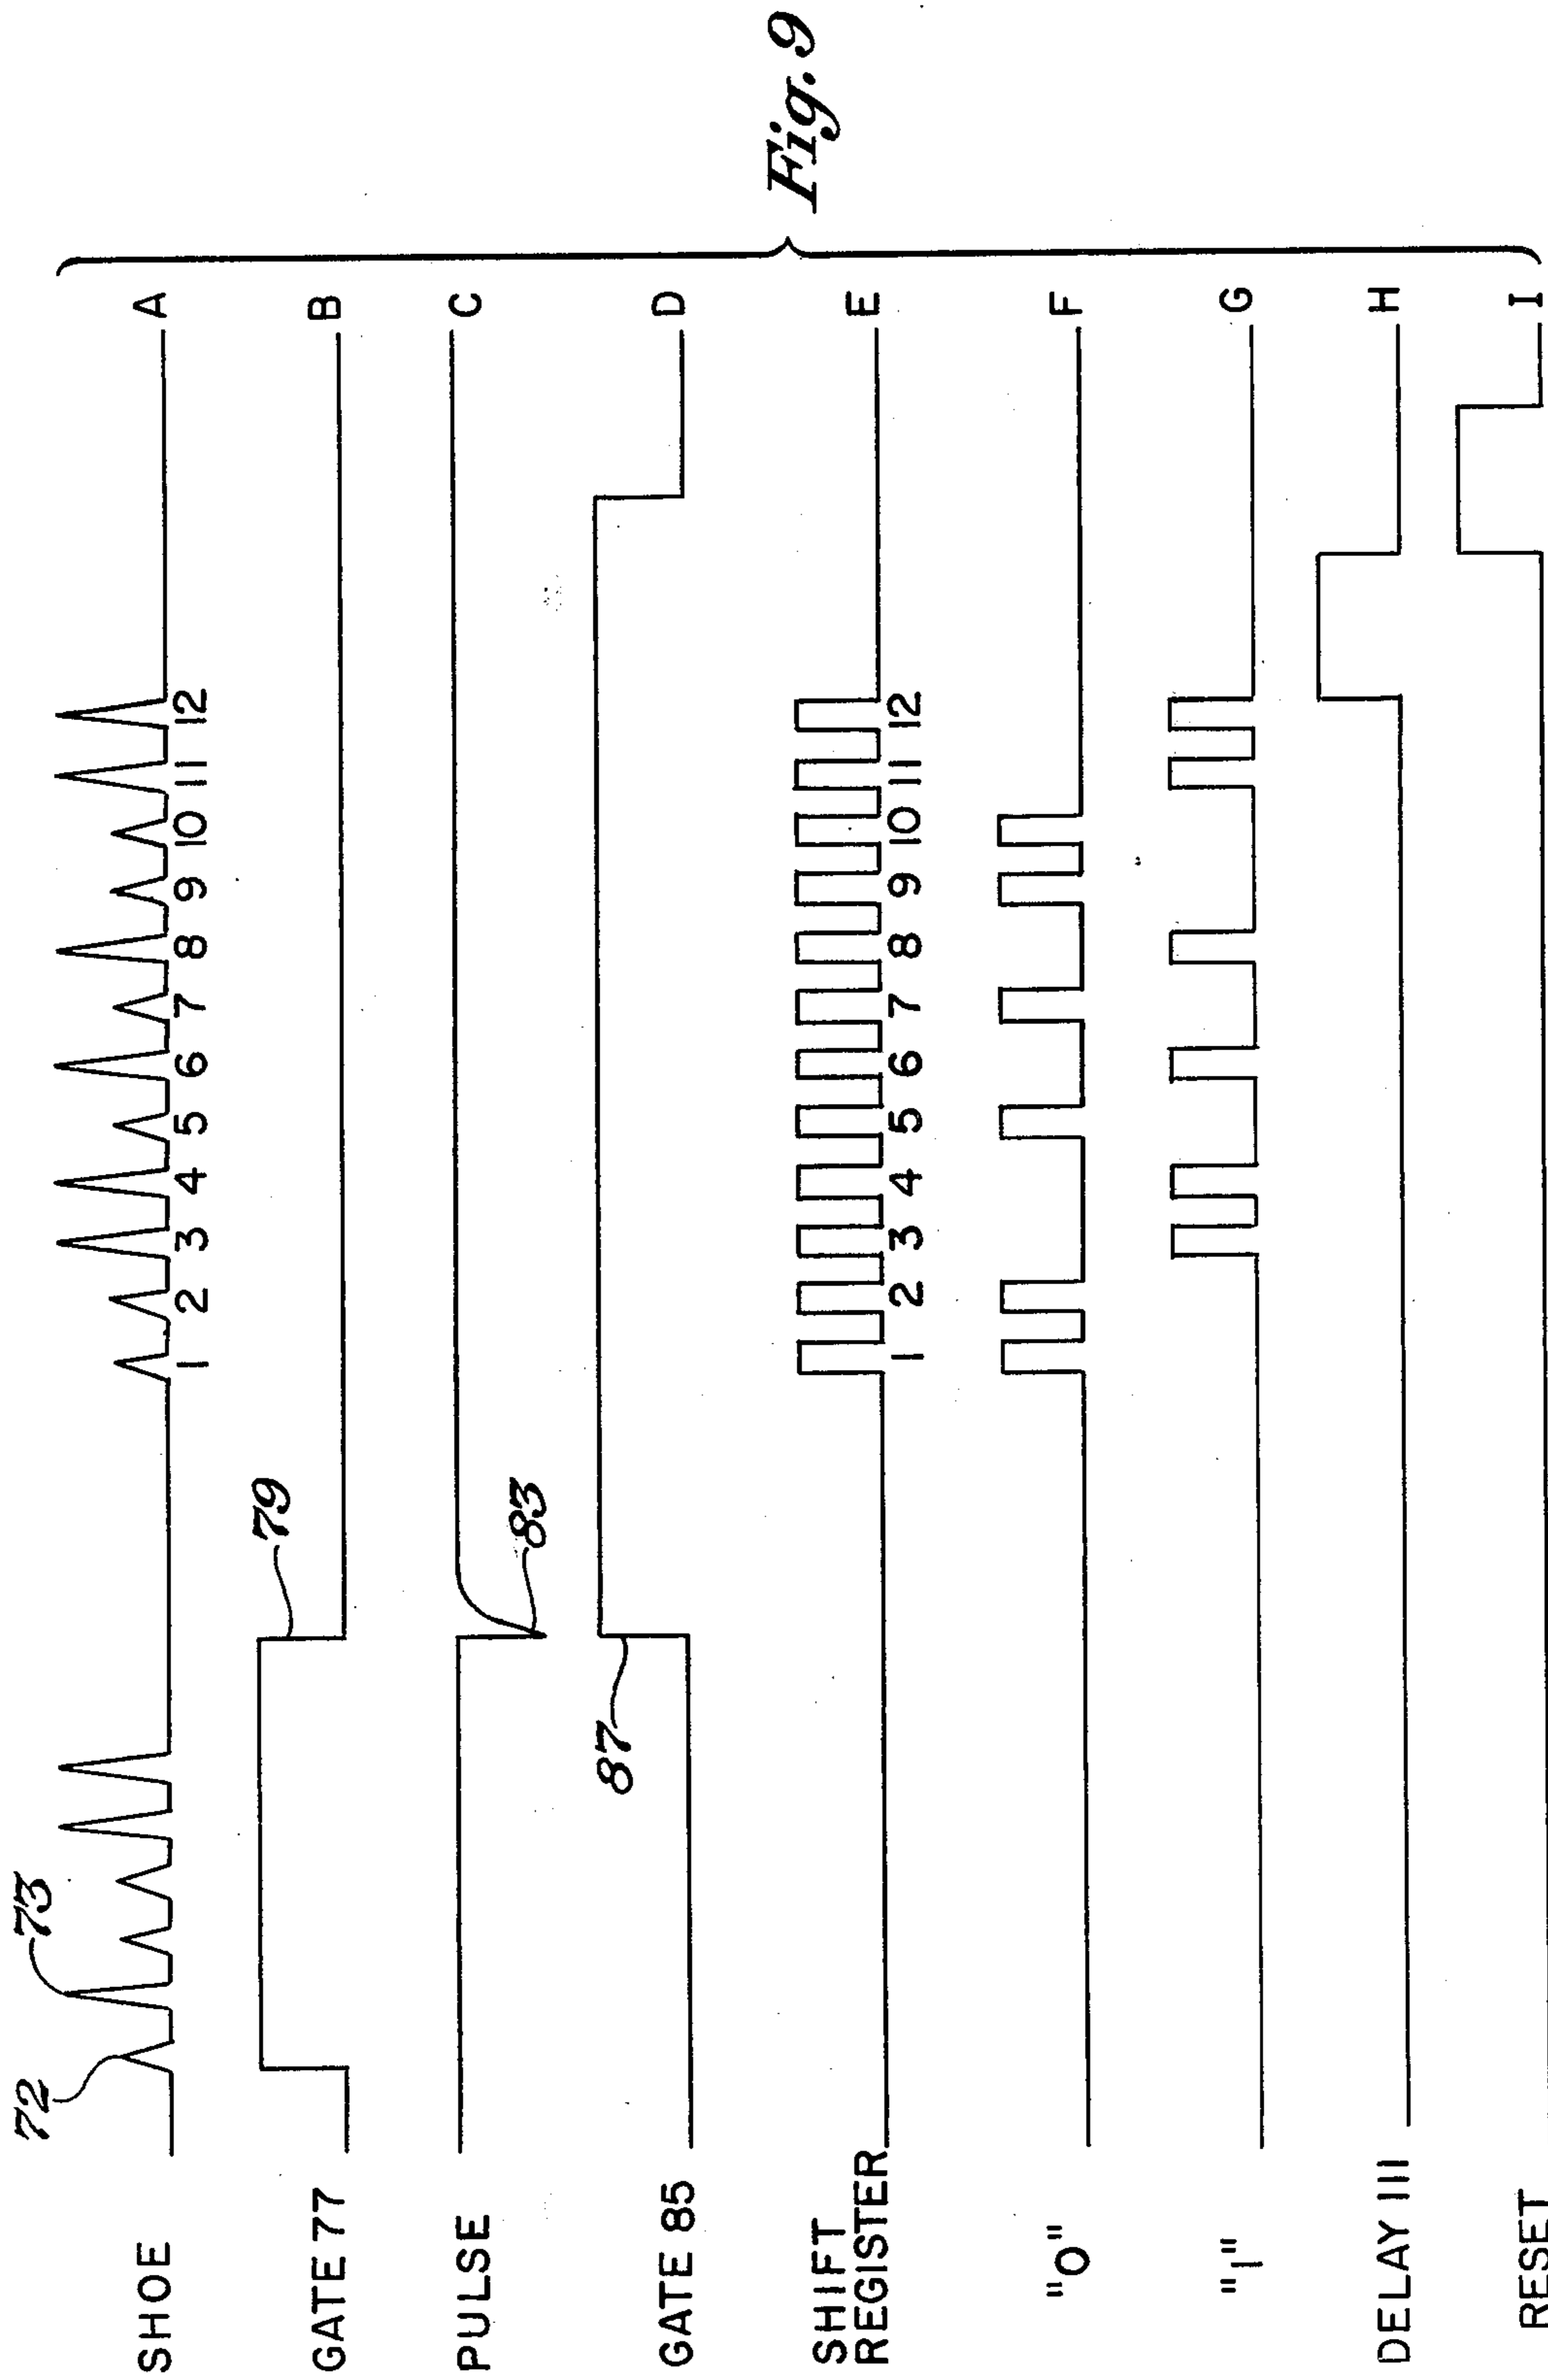 72
73
SHOE
1 2 3 4 5 6 7 8 9 10 11 12
A
79
GATE 77
B
83
PULSE
C
87
GATE 85
D
SHIFT
REGISTER
1 2 3 4 5 6 7 8 9 10 11 12
E
"0"
F
"1"
G
DELAY 111
H
RESET
I
Fig. 9